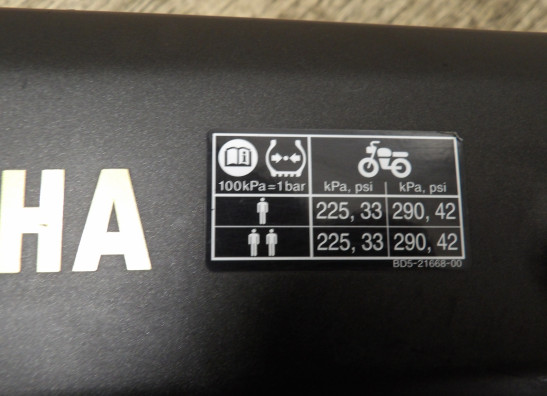 HA
100kPa=1bar
kPa, psi kPa, psi
225, 33 290, 42
225, 33 290, 42
BD5-21668-00